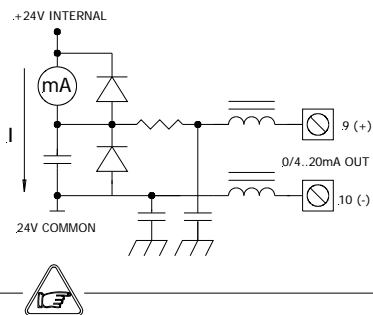 +24V INTERNAL
mA
I
9 (+)
0/4..20mA OUT
10 (-)
24V COMMON